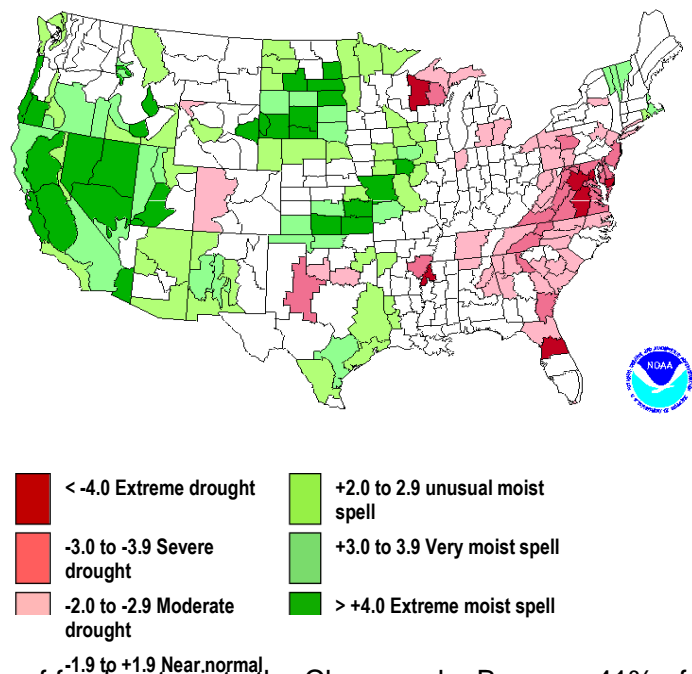 NOAA
< -4.0 Extreme drought
-3.0 to -3.9 Severe
drought
-2.0 to -2.9 Moderate
drought
-1.9 to +1.9 Near normal
+2.0 to 2.9 unusual moist
spell
+3.0 to 3.9 Very moist spell
> +4.0 Extreme moist spell